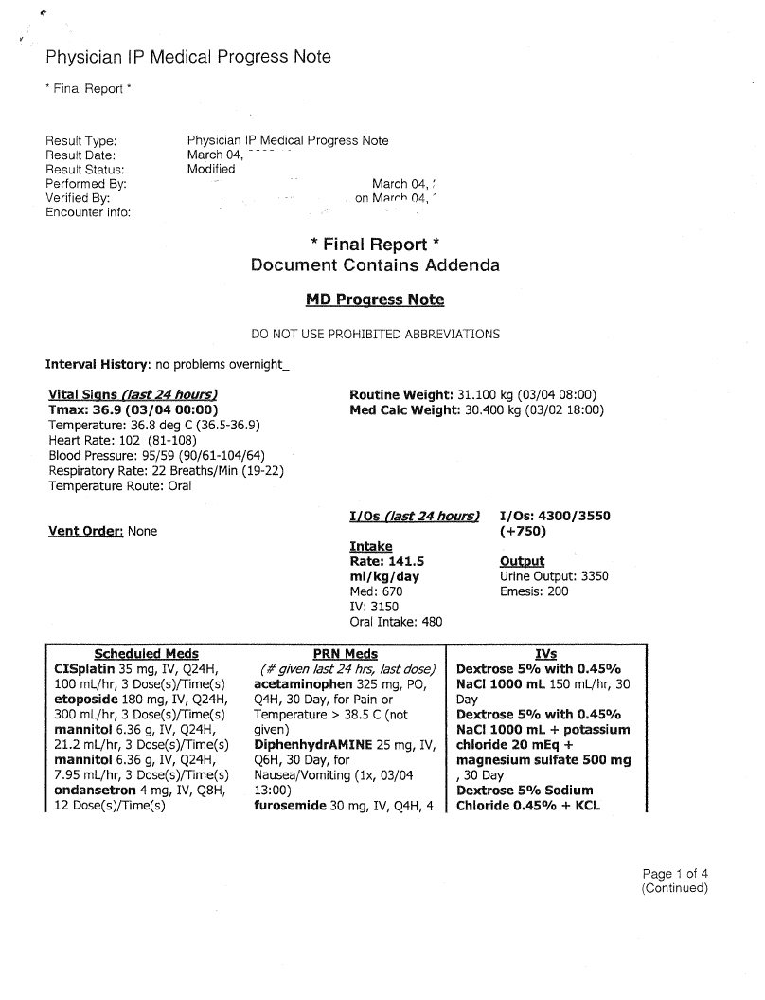 Physician IP Medical Progress Note
* Final Report *
Result Type: Physician IP Medical Progress Note
Result Date: March 04,
Result Status: Modified
Performed By: March 04,
Verified By: on March 04,
Encounter info:
* Final Report *
Document Contains Addenda
MD Progress Note
DO NOT USE PROHIBITED ABBREVIATIONS
Interval History: no problems overnight_
Vital Signs (last 24 hours)
Tmax: 36.9 (03/04 00:00)
Temperature: 36.8 deg C (36.5-36.9)
Heart Rate: 102 (81-108)
Blood Pressure: 95/59 (90/61-104/64)
Respiratory Rate: 22 Breaths/Min (19-22)
Temperature Route: Oral
Routine Weight: 31.100 kg (03/04 08:00)
Med Calc Weight: 30.400 kg (03/02 18:00)
Vent Order: None
I/Os (last 24 hours)
Intake
Rate: 141.5
ml/kg/day
Med: 670
IV: 3150
Oral Intake: 480
I/Os: 4300/3550
(+750)
Output
Urine Output: 3350
Emesis: 200
Scheduled Meds
CISplatin 35 mg, IV, Q24H,
100 mL/hr, 3 Dose(s)/Time(s)
etoposide 180 mg, IV, Q24H,
300 mL/hr, 3 Dose(s)/Time(s)
mannitol 6.36 g, IV, Q24H,
21.2 mL/hr, 3 Dose(s)/Time(s)
mannitol 6.36 g, IV, Q24H,
7.95 mL/hr, 3 Dose(s)/Time(s)
ondansetron 4 mg, IV, Q8H,
12 Dose(s)/Time(s)
PRN Meds
(# given last 24 hrs, last dose)
acetaminophen 325 mg, PO,
Q4H, 30 Day, for Pain or
Temperature > 38.5 C (not
given)
DiphenhydrAMINE 25 mg, IV,
Q6H, 30 Day, for
Nausea/Vomiting (1x, 03/04
13:00)
furosemide 30 mg, IV, Q4H, 4
IVs
Dextrose 5% with 0.45%
NaCl 1000 mL 150 mL/hr, 30
Day
Dextrose 5% with 0.45%
NaCl 1000 mL + potassium
chloride 20 mEq +
magnesium sulfate 500 mg
, 30 Day
Dextrose 5% Sodium
Chloride 0.45% + KCL
Page 1 of 4
(Continued)